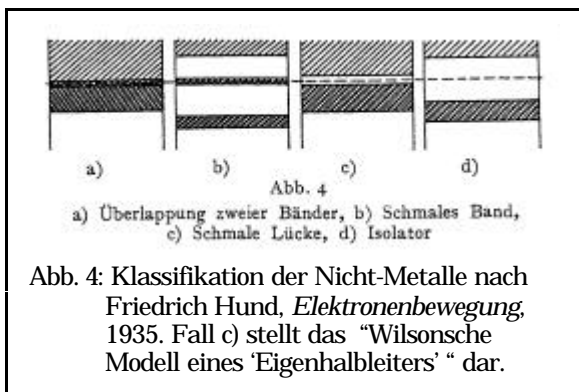 a) b) c) d)
Abb. 4
a) Überlappung zweier Bänder, b) Schmales Band,
c) Schmale Lücke, d) Isolator
Abb. 4: Klassifikation der Nicht-Metalle nach
Friedrich Hund, Elektronenbewegung,
1935. Fall c) stellt das “Wilsonsche
Modell eines ‘Eigenhalbleiters’ “ dar.